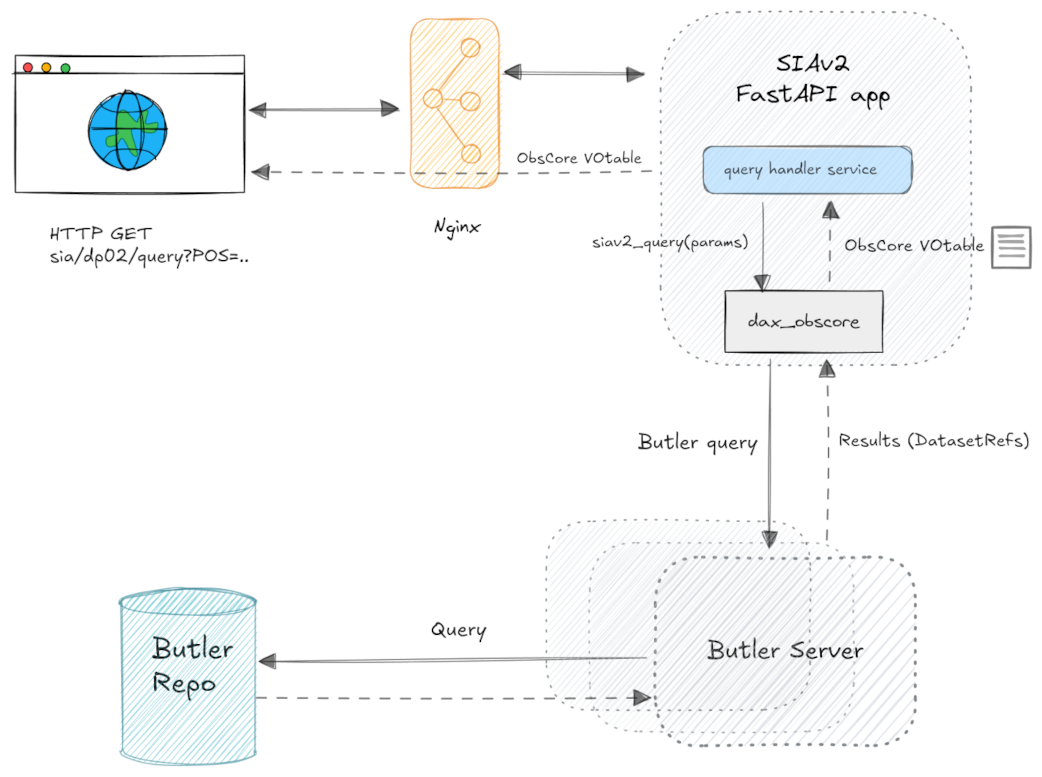 SIAv2
FastAPI app
query handler service
ObsCore VOtable
Nginx
HTTP GET
sia/dp02/query?POS=..
siav2_query(params)
ObsCore VOtable
dax_obscore
Butler query
Results (DatasetRefs)
Query
Butler
Repo
Butler Server